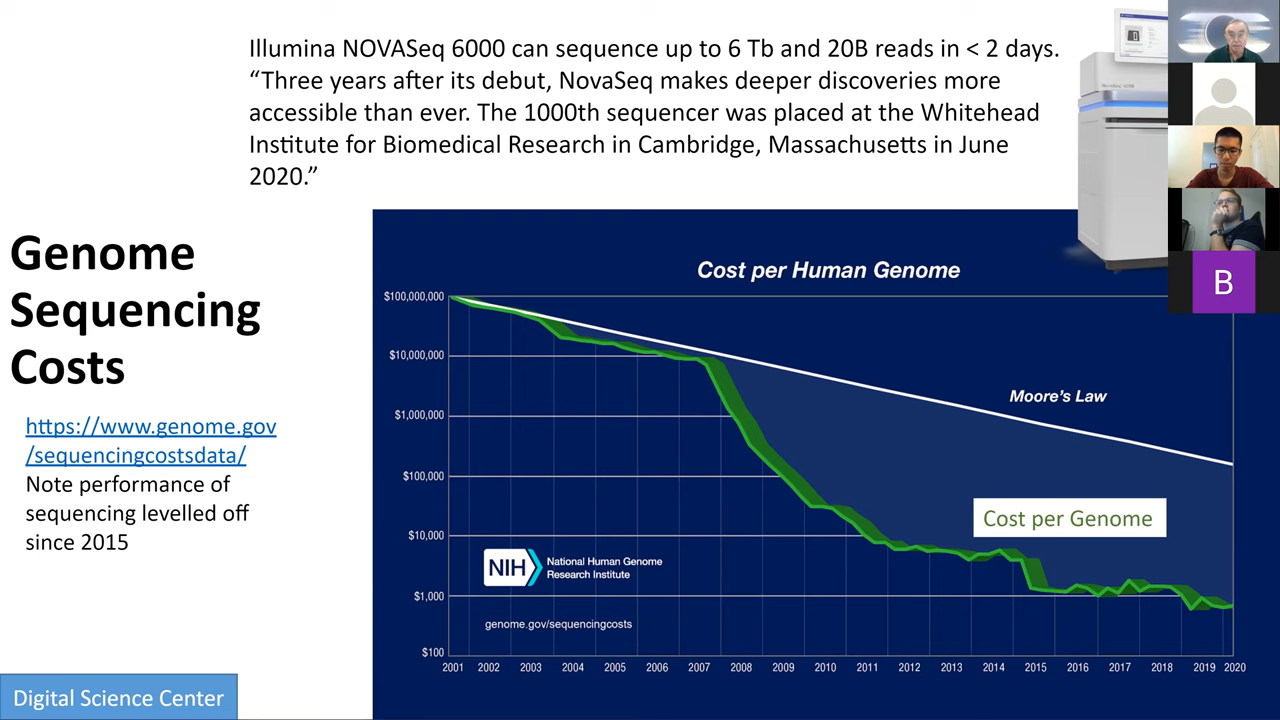 Illumina NOVASeq 6000 can sequence up to 6 Tb and 20B reads in < 2 days.
“Three years after its debut, NovaSeq makes deeper discoveries more
accessible than ever. The 1000th sequencer was placed at the Whitehead
Institute for Biomedical Research in Cambridge, Massachusetts in June
2020.”
Genome
Sequencing
Costs
https://www.genome.gov
/sequencingcostsdata/
Note performance of
sequencing levelled off
since 2015
Digital Science Center
Cost per Human Genome
$100,000,000
$10,000,000
$1,000,000
$100,000
$10,000
$1,000
$100
Moore’s Law
Cost per Genome
NIH
National Human Genome
Research Institute
genome.gov/sequencingcosts
2001 2002 2003 2004 2005 2006 2007 2008 2009 2010 2011 2012 2013 2014 2015 2016 2017 2018 2019 2020
B